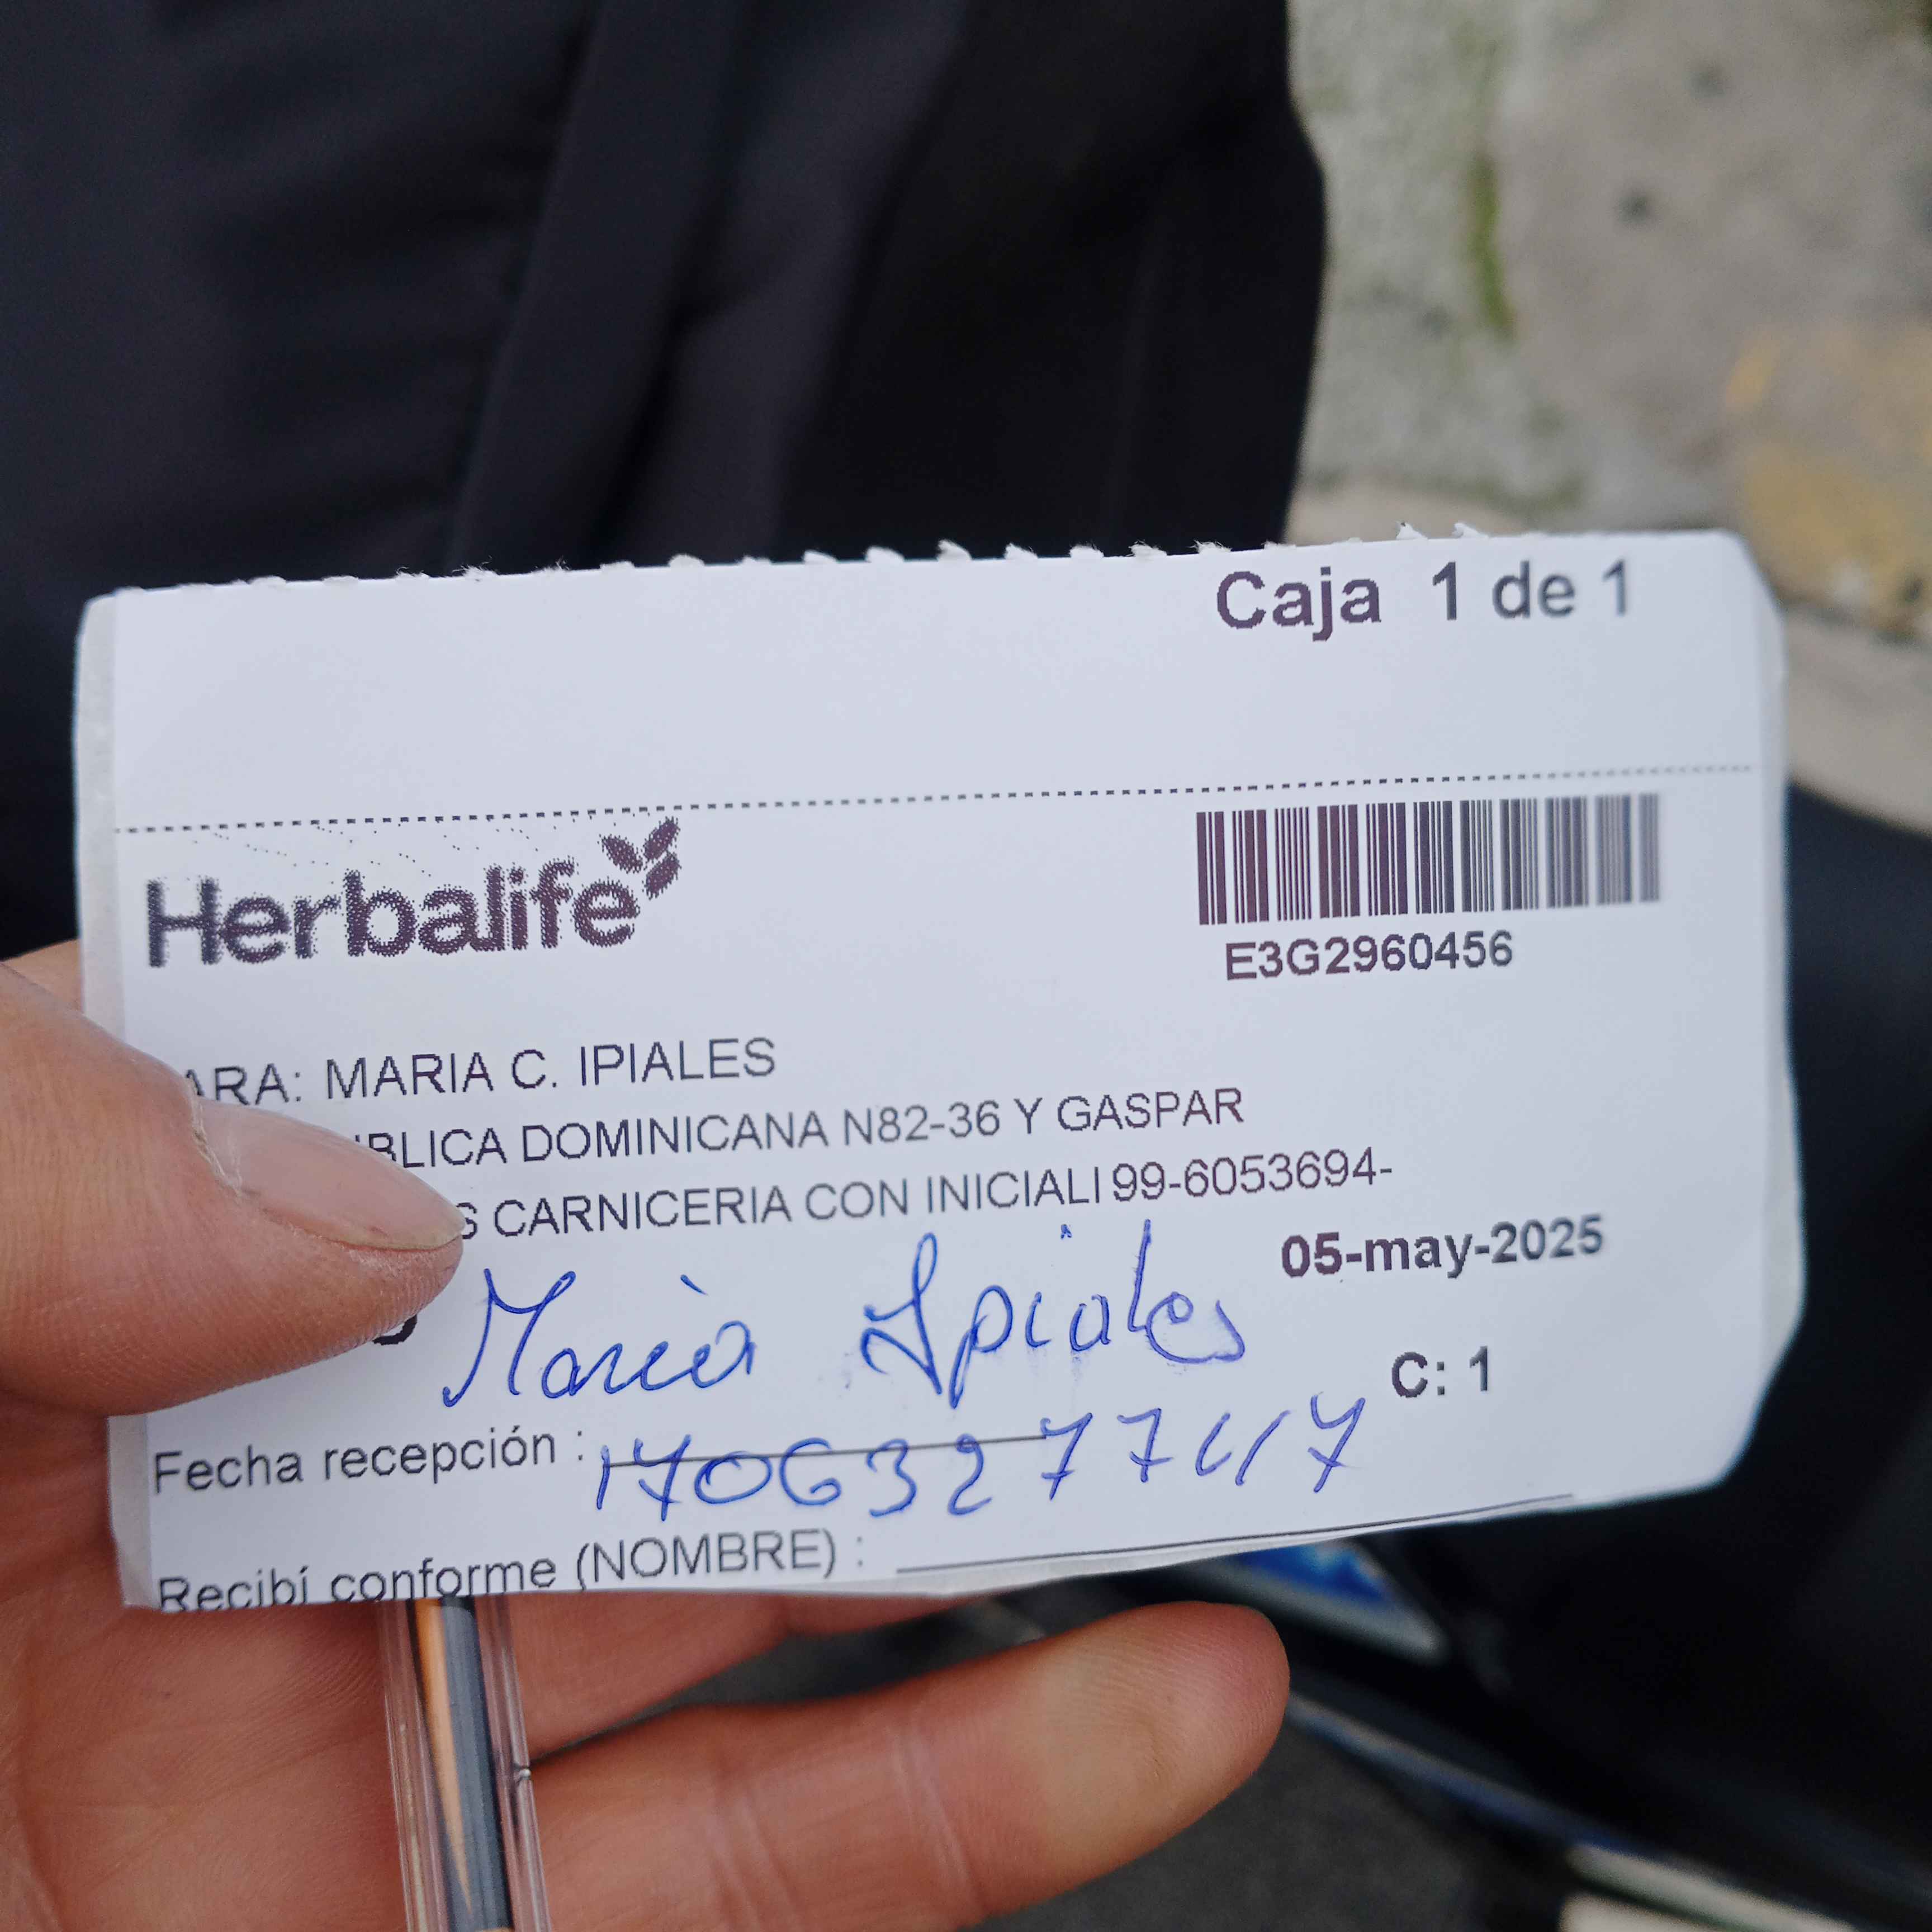 Caja 1 de 1
Herbalife
E3G2960456
ARA: MARIA C. IPIALES
BLICA DOMINICANA N82-36 Y GASPAR
S CARNICERIA CON INICIALI 99-6053694-
05-may-2025
Maria Ipiales
C: 1
Fecha recepción :
Recibí conforme (NOMBRE) :